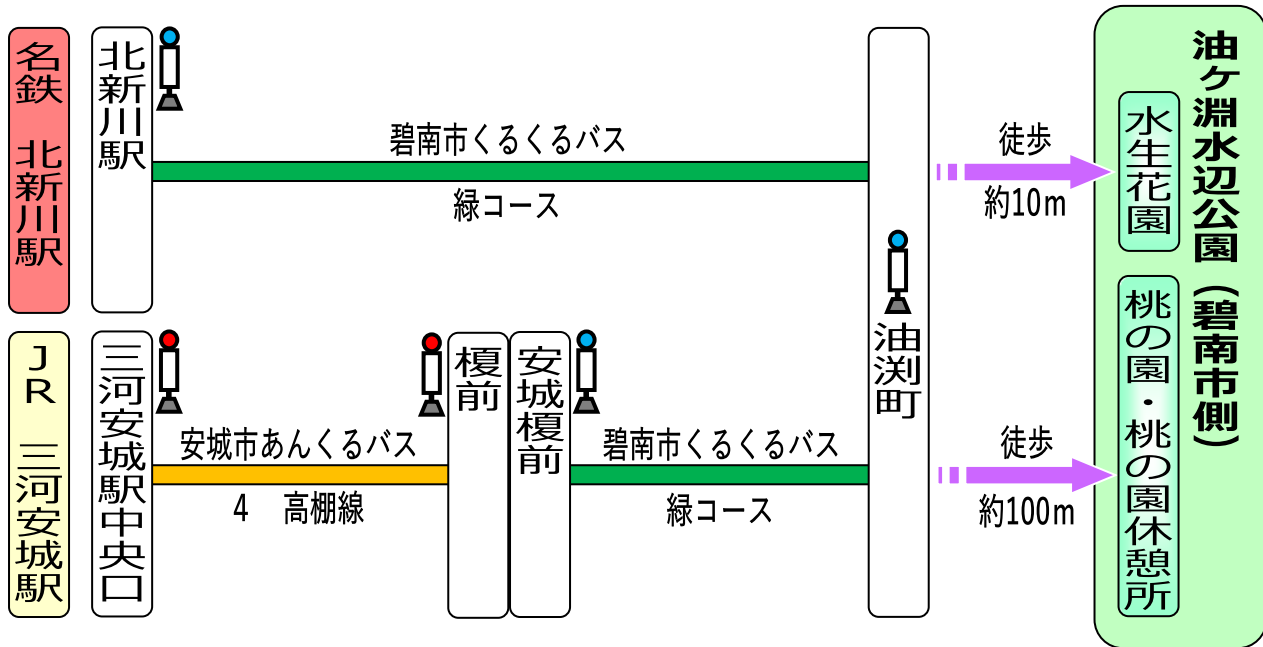 名鉄 北新川駅
北新川駅
碧南市くるくるバス
緑コース
JR 三河安城駅
三河安城駅中央口
安城市あんくるバス
4 高棚線
榎前
安城榎前
碧南市くるくるバス
緑コース
油渕町
徒歩
約10m
徒歩
約100m
油ケ淵水辺公園(碧南市側)
水生花園
桃の園・桃の園休憩所